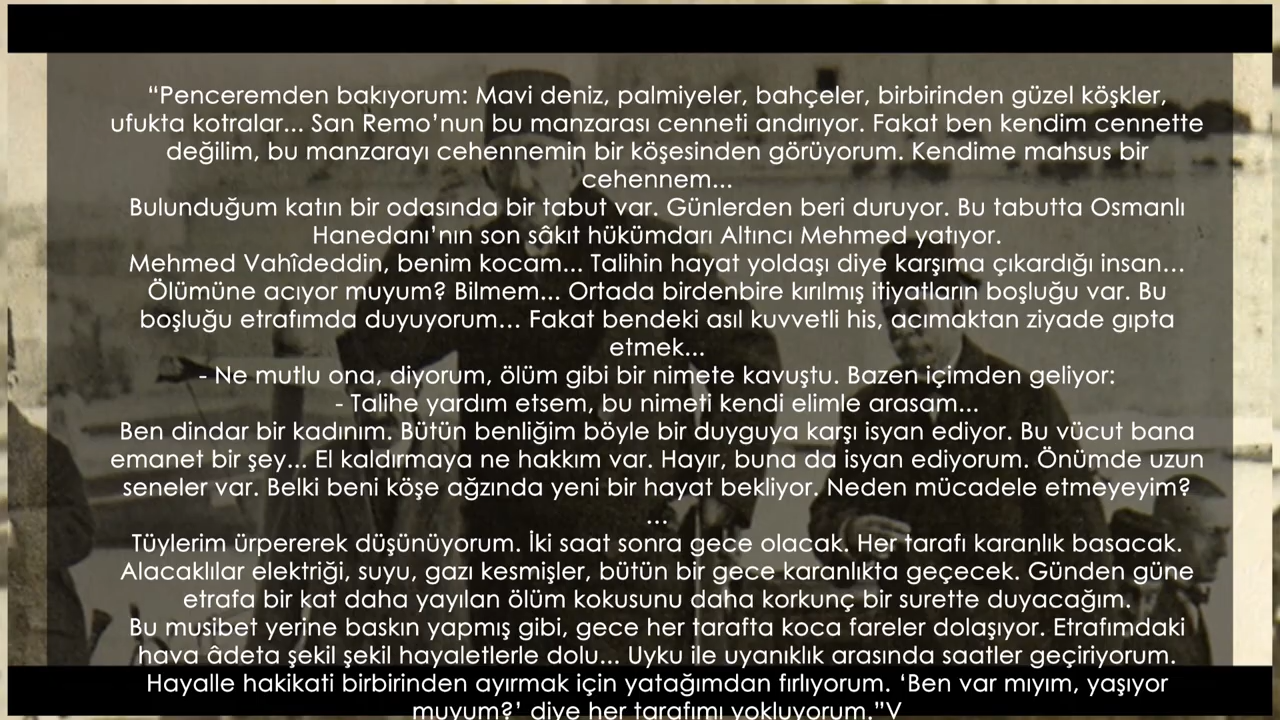 “Penceremden bakıyorum: Mavi deniz, palmiyeler, bahçeler, birbirinden güzel köşkler,
ufukta kotralar... San Remo’nun bu manzarası cenneti andırıyor. Fakat ben kendim cennette
değilim, bu manzarayı cehennemin bir köşesinden görüyorum. Kendime mahsus bir
cehennem...
Bulunduğum katın bir odasında bir tabut var. Günlerden beri duruyor. Bu tabutta Osmanlı
Hanedanı’nın son sâkıt hükümdarı Altıncı Mehmed yatıyor.
Mehmed Vahîdeddin, benim kocam... Talihin hayat yoldaşı diye karşıma çıkardığı insan...
Ölümüne acıyor muyum? Bilmem... Ortada birdenbire kırılmış itiyatların boşluğu var. Bu
boşluğu etrafımda duyuyorum... Fakat bendeki asıl kuvvetli his, acımaktan ziyade gıpta
etmek...
- Ne mutlu ona, diyorum, ölüm gibi bir nimete kavuştu. Bazen içimden geliyor:
- Talihe yardım etsem, bu nimeti kendi elimle arasam...
Ben dindar bir kadınım. Bütün benliğim böyle bir duyguya karşı isyan ediyor. Bu vücut bana
emanet bir şey... El kaldırmaya ne hakkım var. Hayır, buna da isyan ediyorum. Önümde uzun
seneler var. Belki beni köşe ağzında yeni bir hayat bekliyor. Neden mücadele etmeyeyim?
...
Tüylerim ürpererek düşünüyorum. İki saat sonra gece olacak. Her tarafı karanlık basacak.
Alacaklılar elektriği, suyu, gazı kesmişler, bütün bir gece karanlıkta geçecek. Günden güne
etrafa bir kat daha yayılan ölüm kokusunu daha korkunç bir surette duyacağım.
Bu musibet yerine baskın yapmış gibi, gece her tarafta koca fareler dolaşıyor. Etrafımdaki
hava âdeta şekil şekil hayaletlerle dolu... Uyku ile uyanıklık arasında saatler geçiriyorum.
Hayalle hakikati birbirinden ayırmak için yatağımdan fırlıyorum. ‘Ben var mıyım, yaşıyor
muyum?’ diye her tarafımı yokluyorum.”V